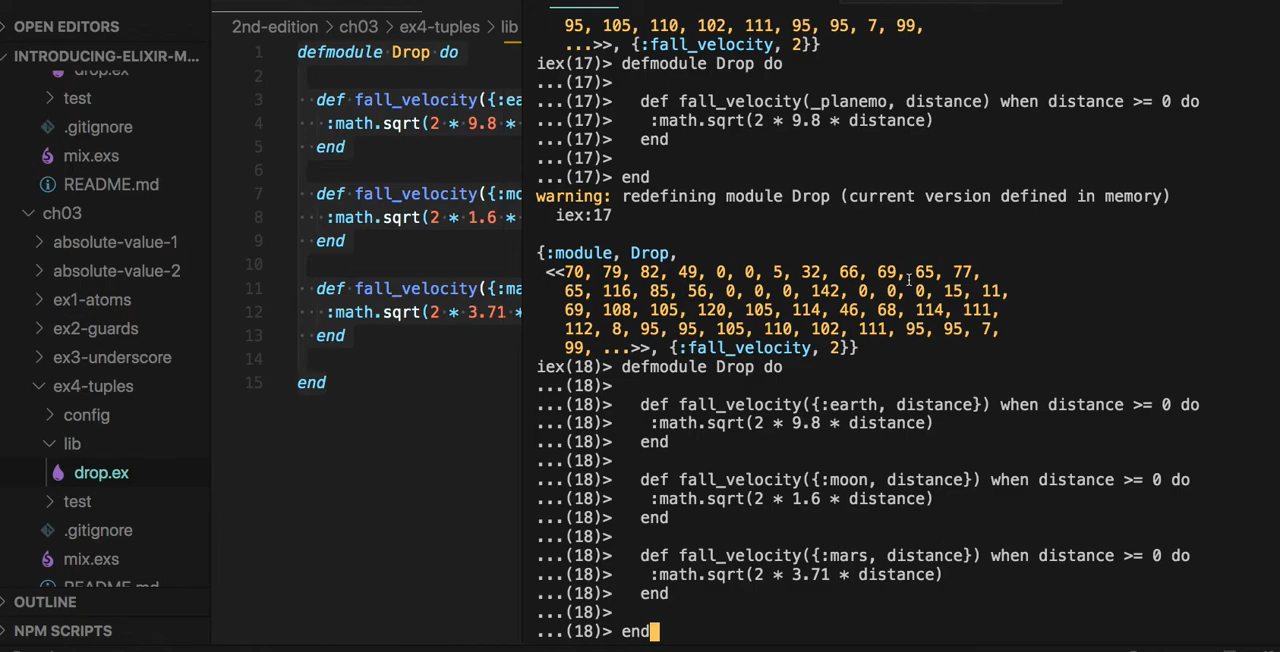 OPEN EDITORS
INTRODUCING-ELIXIR-M...
drop.ex
test
.gitignore
mix.exs
README.md
ch03
absolute-value-1
absolute-value-2
ex1-atoms
ex2-guards
ex3-underscore
ex4-tuples
config
lib
drop.ex
test
.gitignore
mix.exs
README.md
OUTLINE
NPM SCRIPTS
2nd-edition > ch03 > ex4-tuples > lib
1 defmodule Drop do
2
3 def fall_velocity({:ea
4 :math.sqrt(2 * 9.8 *
5 end
6
7 def fall_velocity({:mo
8 :math.sqrt(2 * 1.6 *
9 end
10
11 def fall_velocity({:ma
12 :math.sqrt(2 * 3.71 *
13 end
14
15 end
95, 105, 110, 102, 111, 95, 95, 7, 99,
...>>, {:fall_velocity, 2}}
iex(17)> defmodule Drop do
...(17)>
...(17)> def fall_velocity(_planemo, distance) when distance >= 0 do
...(17)> :math.sqrt(2 * 9.8 * distance)
...(17)> end
...(17)>
...(17)> end
warning: redefining module Drop (current version defined in memory)
iex:17
{:module, Drop,
<<70, 79, 82, 49, 0, 0, 5, 32, 66, 69, 65, 77,
65, 116, 85, 56, 0, 0, 0, 142, 0, 0, 0, 15, 11,
69, 108, 105, 120, 105, 114, 46, 68, 114, 111,
112, 8, 95, 95, 105, 110, 102, 111, 95, 95, 7,
99, ...>>, {:fall_velocity, 2}}
iex(18)> defmodule Drop do
...(18)>
...(18)> def fall_velocity({:earth, distance}) when distance >= 0 do
...(18)> :math.sqrt(2 * 9.8 * distance)
...(18)> end
...(18)>
...(18)> def fall_velocity({:moon, distance}) when distance >= 0 do
...(18)> :math.sqrt(2 * 1.6 * distance)
...(18)> end
...(18)>
...(18)> def fall_velocity({:mars, distance}) when distance >= 0 do
...(18)> :math.sqrt(2 * 3.71 * distance)
...(18)> end
...(18)>
...(18)> end